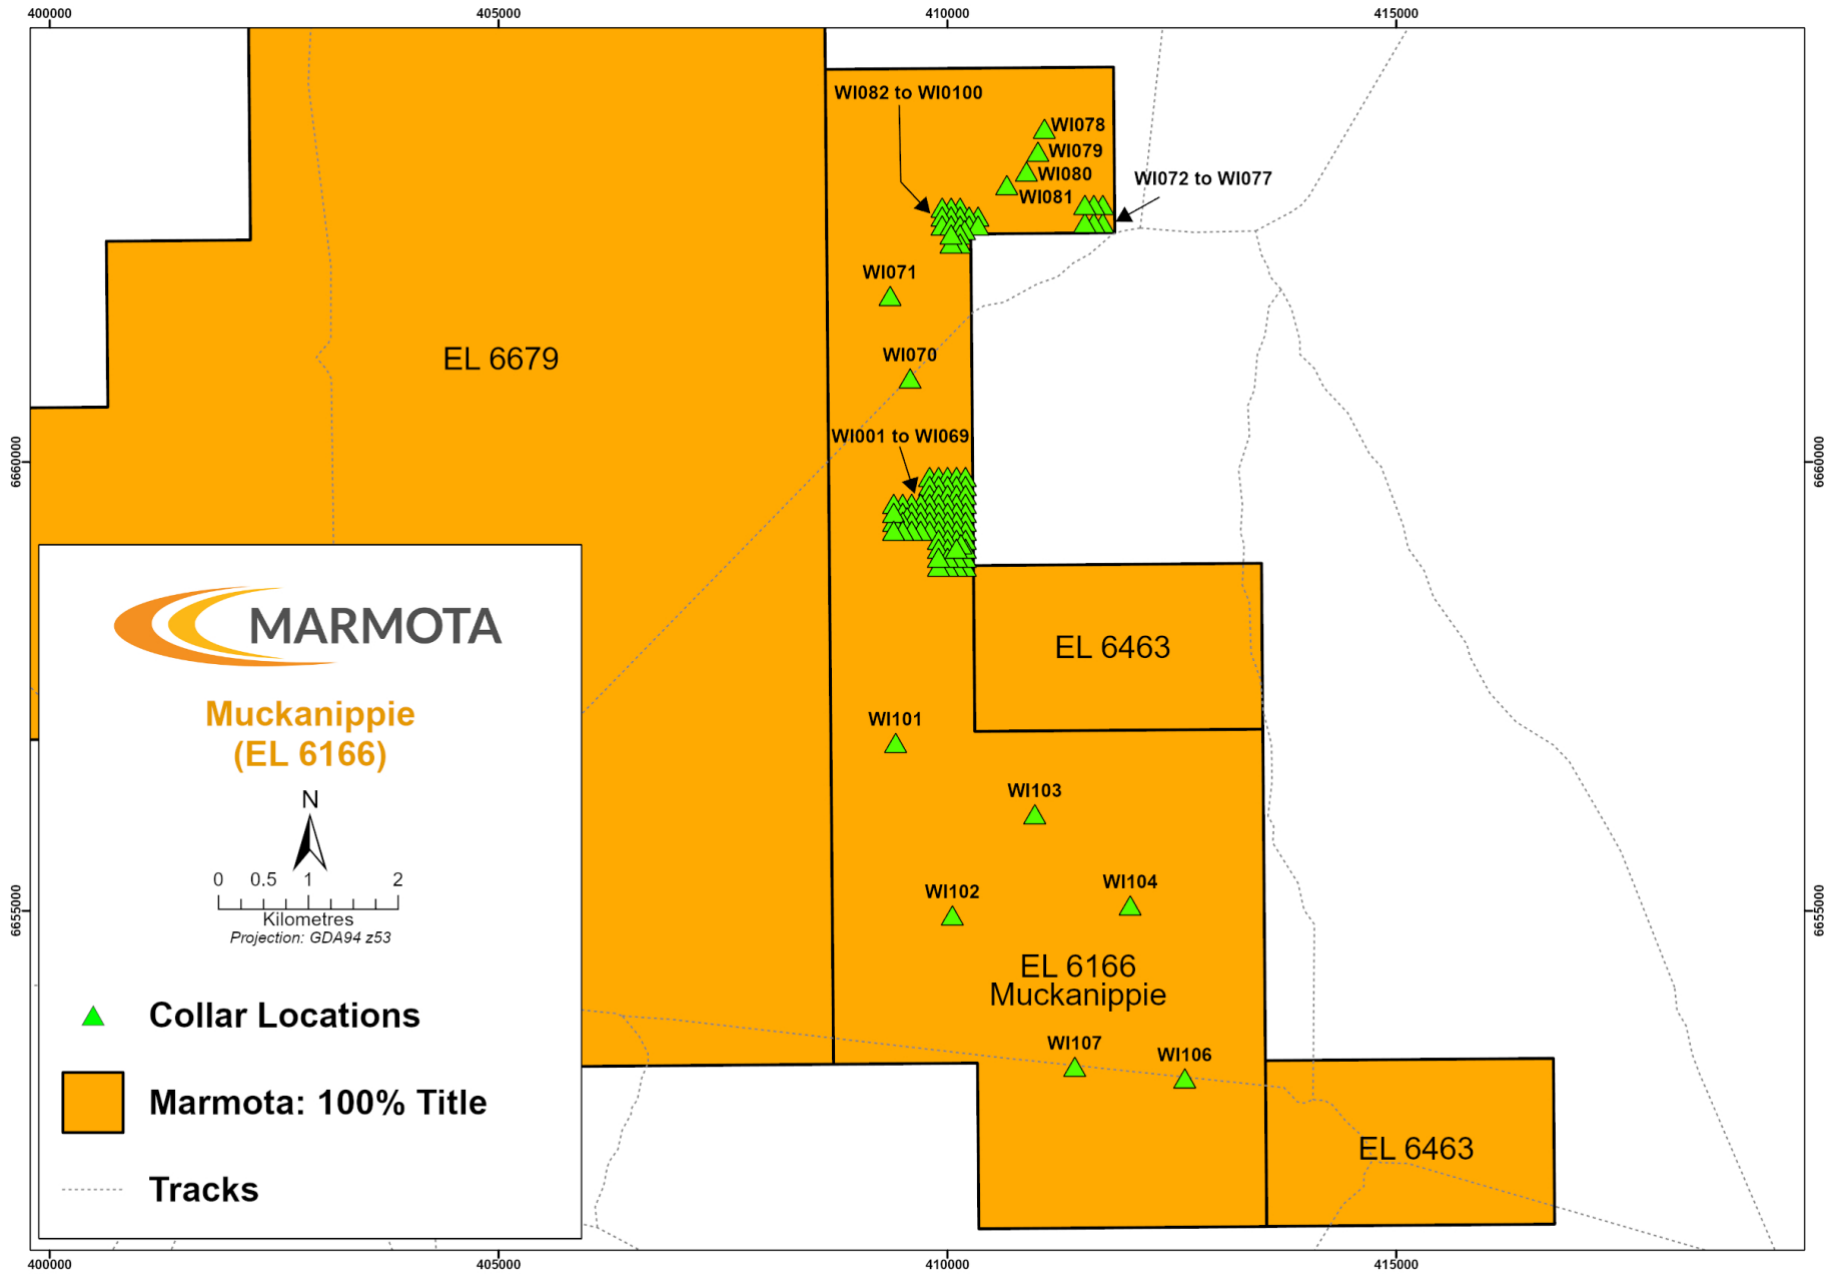 400000
405000
410000
415000
WI082 to WI0100
WI078
WI079
WI080
WI081
WI072 to WI077
WI071
WI070
EL 6679
WI001 to WI069
6660000
6660000
MARMOTA
EL 6463
Muckanippie
(EL 6166)
WI101
N
WI103
0 0.5 1 2
Kilometres
Projection: GDA94 z53
WI102
WI104
6655000
6655000
EL 6166
Muckanippie
Collar Locations
WI107
WI106
Marmota: 100% Title
EL 6463
Tracks
400000
405000
410000
415000